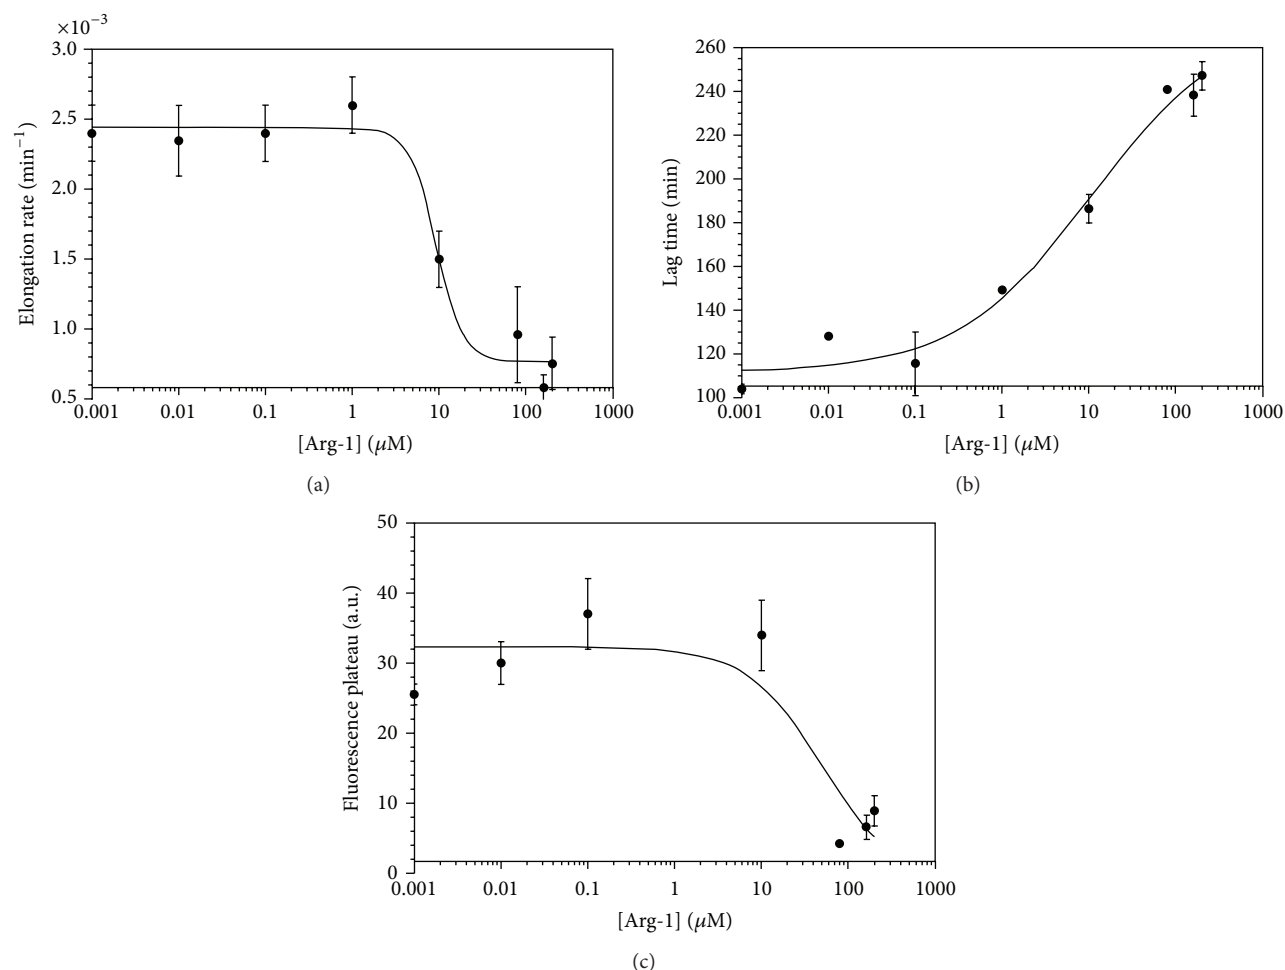 ×10⁻³
3.0
2.5
2.0
1.5
1.0
0.5
Elongation rate (min⁻¹)
0.001 0.01 0.1 1 10 100 1000
[Arg-1] (μM)
(a)
260
240
220
200
180
160
140
120
100
Lag time (min)
0.001 0.01 0.1 1 10 100 1000
[Arg-1] (μM)
(b)
50
40
30
20
10
0
Fluorescence plateau (a.u.)
0.001 0.01 0.1 1 10 100 1000
[Arg-1] (μM)
(c)